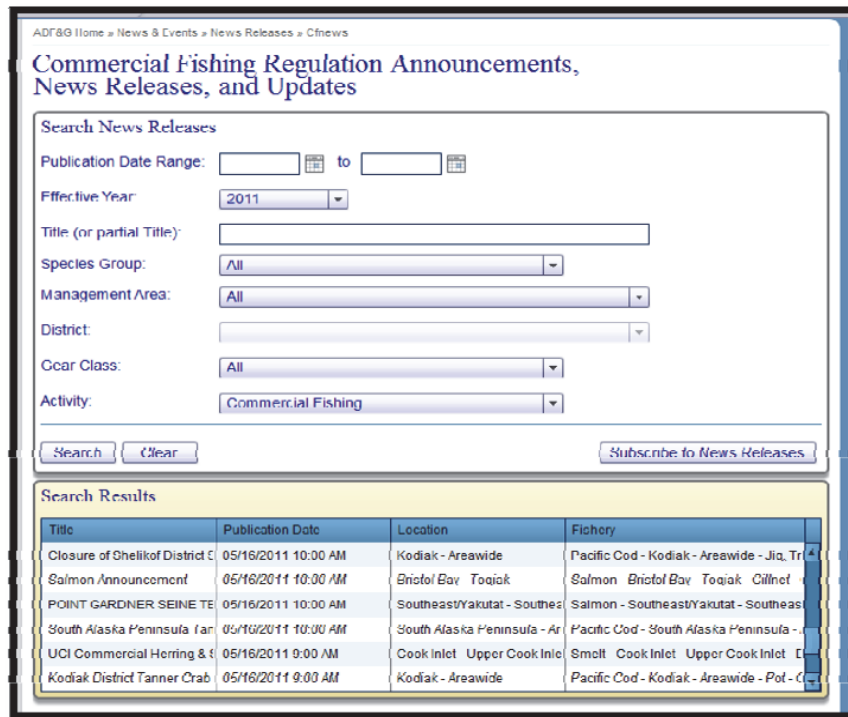 ADF&G Home » News & Events » News Releases » Cfnews
Commercial Fishing Regulation Announcements,
News Releases, and Updates
Search News Releases
Publication Date Range: to
Effective Year: 2011
Title (or partial Title):
Species Group: All
Management Area: All
District:
Gear Class: All
Activity: Commercial Fishing
Search Clear Subscribe to News Releases
Search Results
Title Publication Date Location Fishery
Closure of Shelikof District 05/16/2011 10:00 AM Kodiak - Areawide Pacific Cod - Kodiak - Areawide - Jig, Tr
Salmon Announcement 05/16/2011 10:00 AM Bristol Bay Togiak Salmon Bristol Bay Togiak Gillnet
POINT GARDNER SEINE TE 05/16/2011 10:00 AM Southeast/Yakutat - Southea Salmon - Southeast/Yakutat - Southeast
South Alaska Peninsula Tan 05/16/2011 10:00 AM South Alaska Peninsula - Ar Pacific Cod - South Alaska Peninsula -
UCI Commercial Herring & S 05/16/2011 9:00 AM Cook Inlet Upper Cook Inle Smelt Cook Inlet Upper Cook Inlet
Kodiak District Tanner Crab 05/16/2011 9:00 AM Kodiak - Areawide Pacific Cod - Kodiak - Areawide - Pot -